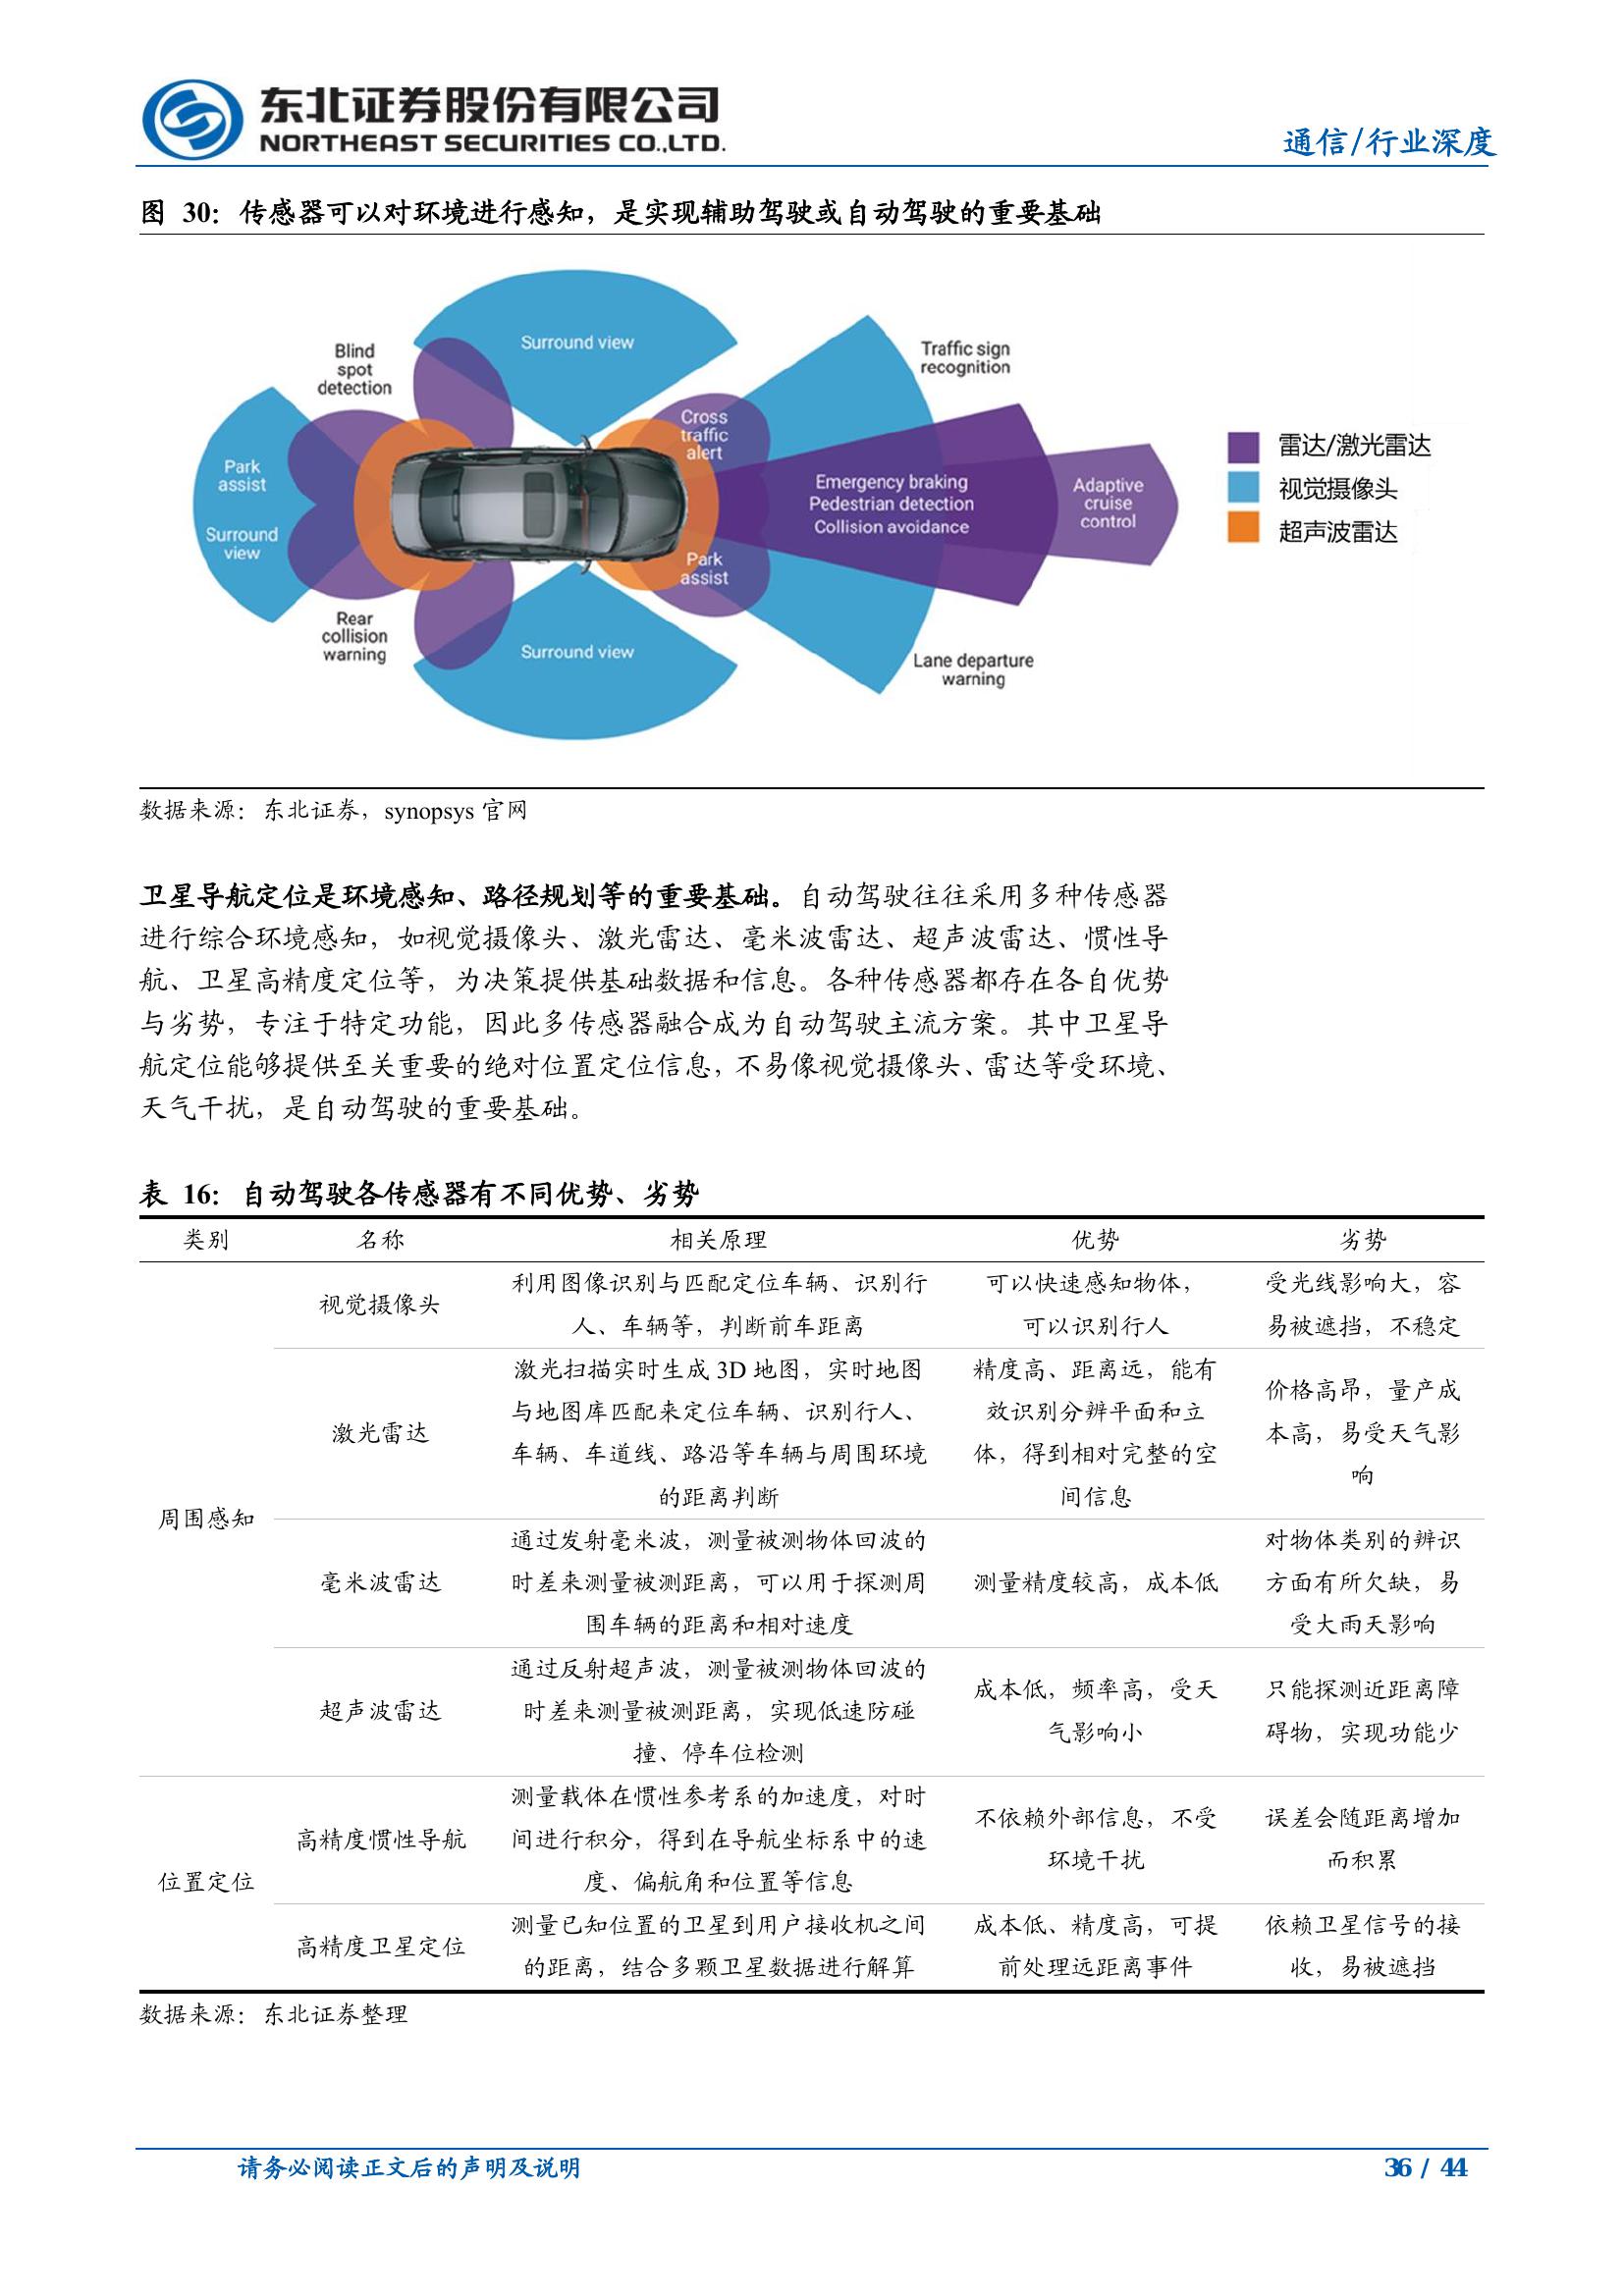 东北证券股份有限公司
NORTHEAST SECURITIES CO.,LTD.
通信/行业深度
图 30：传感器可以对环境进行感知，是实现辅助驾驶或自动驾驶的重要基础
Surround view
Blind
spot
detection
Traffic sign
recognition
Cross
traffic
alert
Park
assist
Surround
view
Emergency braking
Pedestrian detection
Collision avoidance
Adaptive
cruise
control
雷达/激光雷达
视觉摄像头
超声波雷达
Park
assist
Rear
collision
warning
Surround view
Lane departure
warning
数据来源：东北证券，synopsys 官网
卫星导航定位是环境感知、路径规划等的重要基础。自动驾驶往往采用多种传感器
进行综合环境感知，如视觉摄像头、激光雷达、毫米波雷达、超声波雷达、惯性导
航、卫星高精度定位等，为决策提供基础数据和信息。各种传感器都存在各自优势
与劣势，专注于特定功能，因此多传感器融合成为自动驾驶主流方案。其中卫星导
航定位能够提供至关重要的绝对位置定位信息，不易像视觉摄像头、雷达等受环境、
天气干扰，是自动驾驶的重要基础。
表 16：自动驾驶各传感器有不同优势、劣势
类别 名称 相关原理 优势 劣势
周围感知
视觉摄像头
利用图像识别与匹配定位车辆、识别行
人、车辆等，判断前车距离
可以快速感知物体，
可以识别行人
受光线影响大，容
易被遮挡，不稳定
激光雷达
激光扫描实时生成 3D 地图，实时地图
与地图库匹配来定位车辆、识别行人、
车辆、车道线、路沿等车辆与周围环境
的距离判断
精度高、距离远，能有
效识别分辨平面和立
体，得到相对完整的空
间信息
价格高昂，量产成
本高，易受天气影
响
毫米波雷达
通过发射毫米波，测量被测物体回波的
时差来测量被测距离，可以用于探测周
围车辆的距离和相对速度
测量精度较高，成本低
对物体类别的辨识
方面有所欠缺，易
受大雨天影响
超声波雷达
通过反射超声波，测量被测物体回波的
时差来测量被测距离，实现低速防碰
撞、停车位检测
成本低，频率高，受天
气影响小
只能探测近距离障
碍物，实现功能少
位置定位
高精度惯性导航
测量载体在惯性参考系的加速度，对时
间进行积分，得到在导航坐标系中的速
度、偏航角和位置等信息
不依赖外部信息，不受
环境干扰
误差会随距离增加
而积累
高精度卫星定位
测量已知位置的卫星到用户接收机之间
的距离，结合多颗卫星数据进行解算
成本低、精度高，可提
前处理远距离事件
依赖卫星信号的接
收，易被遮挡
数据来源：东北证券整理
请务必阅读正文后的声明及说明
36 / 44